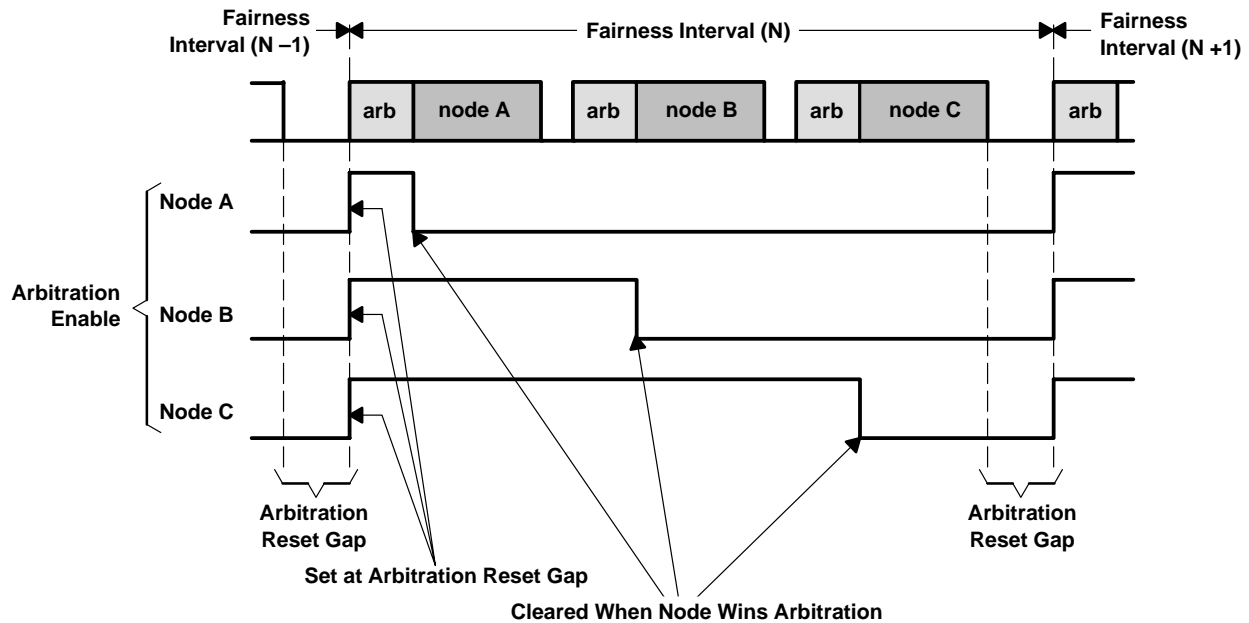 Fairness
Interval (N –1)
Fairness Interval (N)
Fairness
Interval (N +1)
arb
node A
arb
node B
arb
node C
arb
Arbitration
Enable
Node A
Node B
Node C
Arbitration
Reset Gap
Arbitration
Reset Gap
Set at Arbitration Reset Gap
Cleared When Node Wins Arbitration